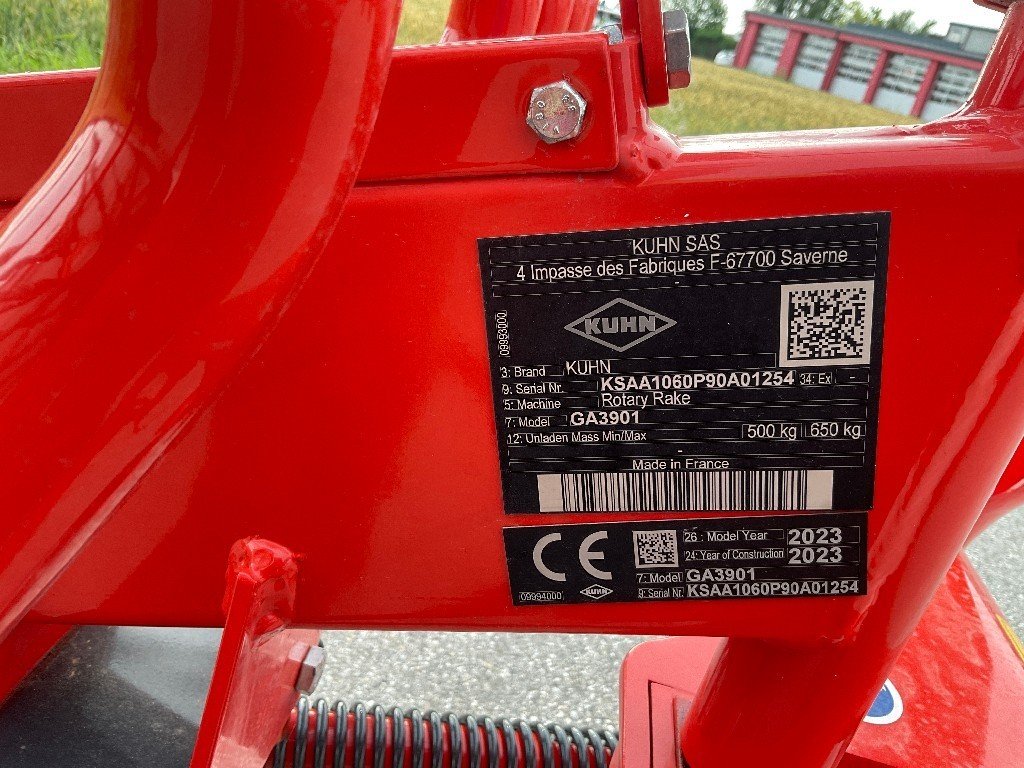 KUHN SAS
4 Impasse des Fabriques F-67700 Saverne
KUHN
09993000
3: Brand KUHN
9: Serial Nr. KSAA1060P90A01254 34: Ex -
5: Machine Rotary Rake
7: Model GA3901
12: Unladen Mass Min/Max 500 kg 650 kg
-
Made in France
CE
26 : Model Year 2023
24: Year of Construction 2023
7: Model GA3901
09994000 KUHN 9: Serial Nr. KSAA1060P90A01254